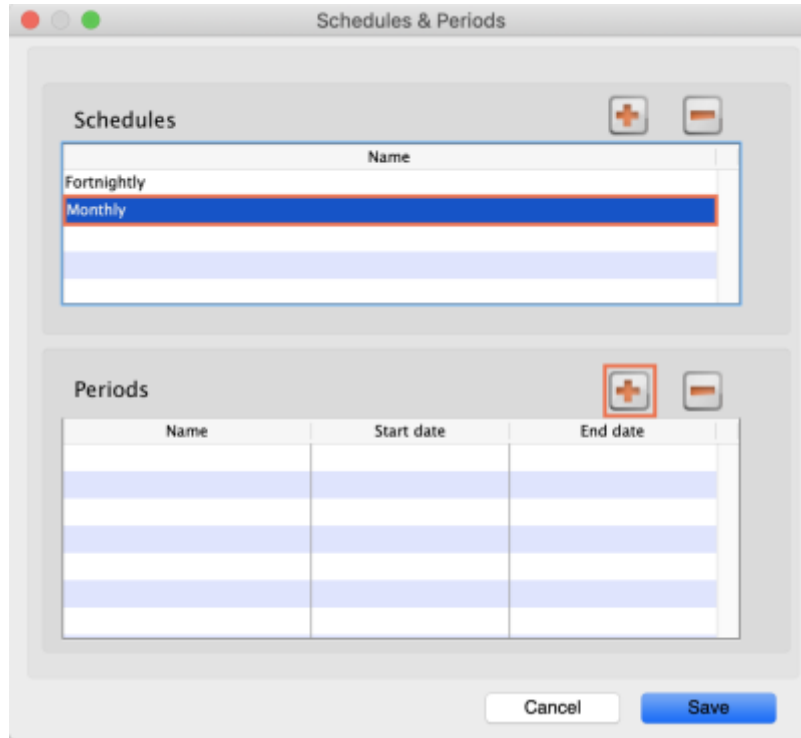 Schedules & Periods
Schedules
Name
Fortnightly
Monthly
Periods
Name Start date End date
Cancel Save